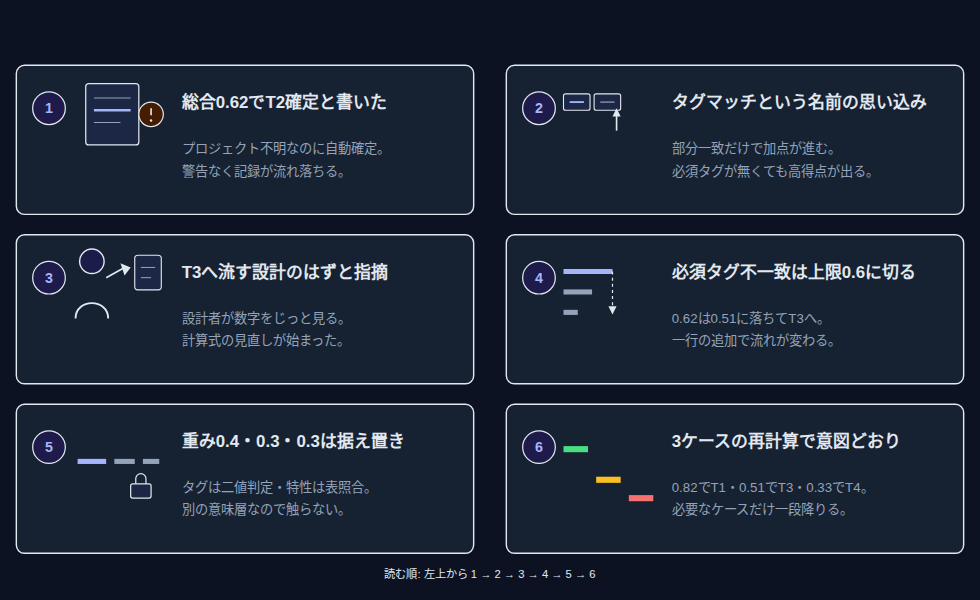 1
総合0.62でT2確定と書いた
プロジェクト不明なのに自動確定。
警告なく記録が流れ落ちる。
2
タグマッチという名前の思い込み
部分一致だけで加点が進む。
必須タグが無くても高得点が出る。
3
T3へ流す設計のはずと指摘
設計者が数字をじっと見る。
計算式の見直しが始まった。
4
必須タグ不一致は上限0.6に切る
0.62は0.51に落ちてT3へ。
一行の追加で流れが変わる。
5
重み0.4・0.3・0.3は据え置き
タグは二値判定・特性は表照合。
別の意味層なので触らない。
6
3ケースの再計算で意図どおり
0.82でT1・0.51でT3・0.33でT4。
必要なケースだけ一段降りる。
読む順: 左上から 1 → 2 → 3 → 4 → 5 → 6